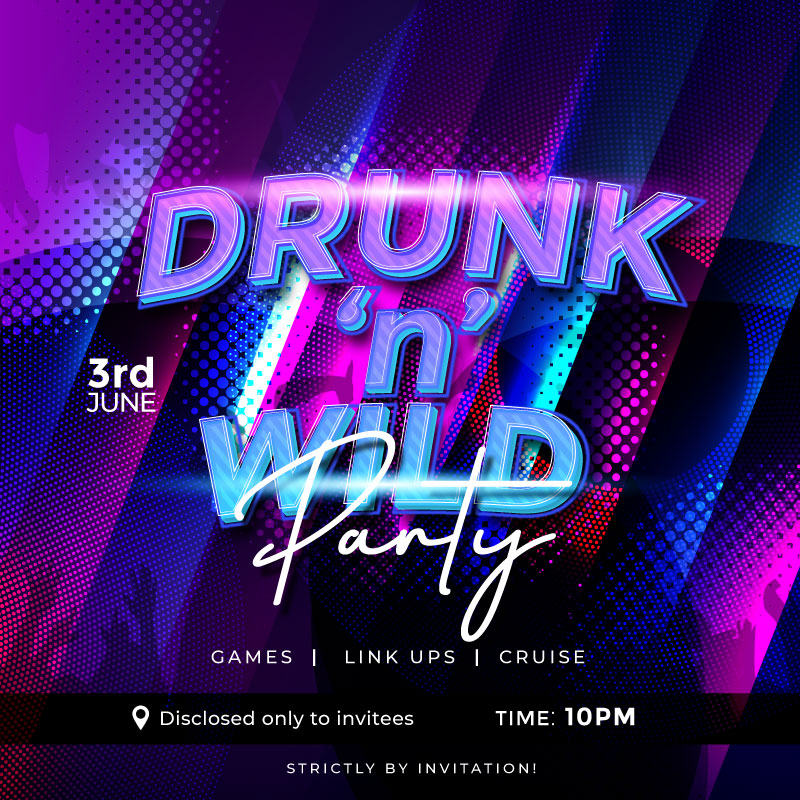 DRUNK
‘n’
WILD
Party
3rd
JUNE
GAMES | LINK UPS | CRUISE
Disclosed only to invitees TIME: 10PM
STRICTLY BY INVITATION!